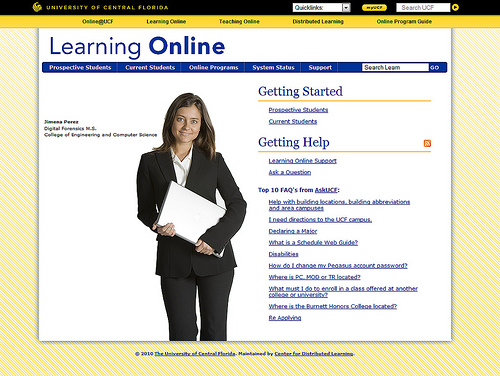 UNIVERSITY OF CENTRAL FLORIDA
Quicklinks:
myUCF
Search UCF
Online@UCF Learning Online Teaching Online Distributed Learning Online Program Guide
Learning Online
Prospective Students Current Students Online Programs System Status Support
Search Learn GO
Getting Started
Prospective Students
Current Students
Jimena Perez
Digital Forensics M.S.
College of Engineering and Computer Science
Getting Help
Learning Online Support
Ask a Question
Top 10 FAQ's from AskUCF:
Help with building locations, building abbreviations
and area campuses
I need directions to the UCF campus.
Declaring a Major
What is a Schedule Web Guide?
Disabilities
How do I change my Pegasus account password?
Where is PC, MOD or TR located?
What must I do to enroll in a class offered at another
college or university?
Where is the Burnett Honors College located?
Re Applying
© 2010 The University of Central Florida. Maintained by Center for Distributed Learning.